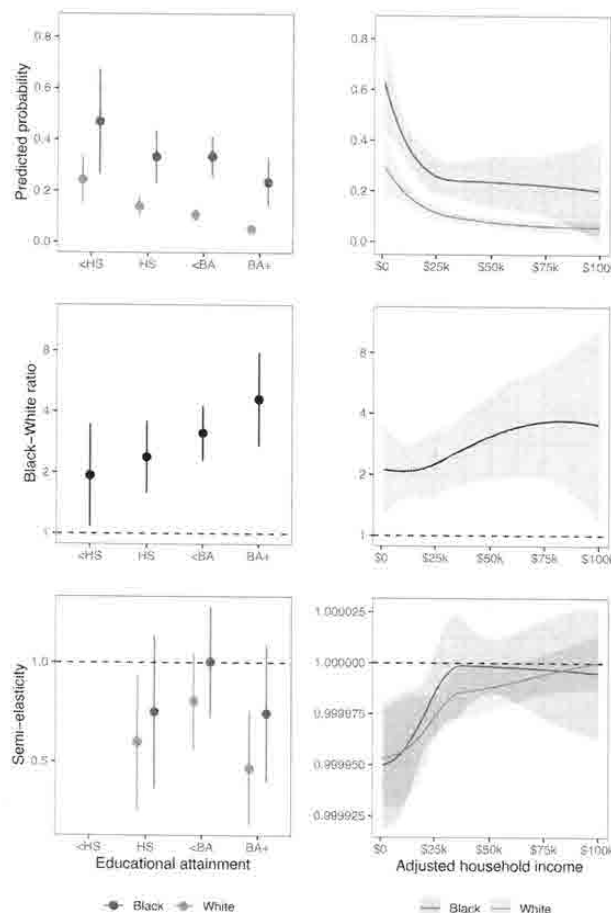 Predicted probability
0.8
0.6
0.4
0.2
0.0
<HS
HS
<BA
BA+
0.8
0.6
0.4
0.2
0.0
$0
$25k
$50k
$75k
$100k
Black–White ratio
8
4
2
1
<HS
HS
<BA
BA+
8
4
2
1
$0
$25k
$50k
$75k
$100k
Semi–elasticity
1.0
0.5
<HS
HS
<BA
BA+
Educational attainment
1.000025
1.000000
0.999975
0.999950
0.999925
$0
$25k
$50k
$75k
$100k
Adjusted household income
Black
White
Black
White